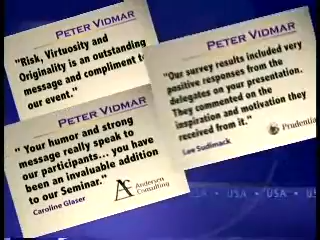 PETER VIDMAR
"Risk, Virtuosity and
Originality is an outstanding
message and compliment to
our event."
PETER VIDMAR
"Our survey results included very
positive responses from the
delegates on your presentation.
They commented on the
inspiration and motivation they
received from it."
Lee Sudimack
Prudential
PETER VIDMAR
"Your humor and strong
message really speak to
our participants... you have
been an invaluable addition
to our Seminar."
Caroline Glaser
Andersen
Consulting
USA • USA • USA